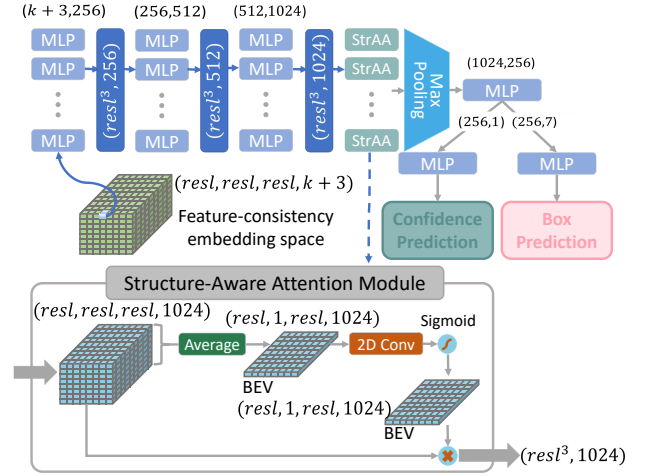 (k + 3,256)
(256,512)
(512,1024)
MLP
MLP
MLP
StrAA
MLP
MLP
MLP
StrAA
MLP
MLP
MLP
StrAA
(resl³, 256)
(resl³, 512)
(resl³, 1024)
Max
Pooling
(1024,256)
MLP
(256,1)
(256,7)
MLP
MLP
Confidence
Prediction
Box
Prediction
(resl, resl, resl, k + 3)
Feature-consistency
embedding space
Structure-Aware Attention Module
(resl, resl, resl, 1024)
(resl, 1, resl, 1024)
Sigmoid
Average
2D Conv
BEV
(resl, 1, resl, 1024)
BEV
(resl³, 1024)